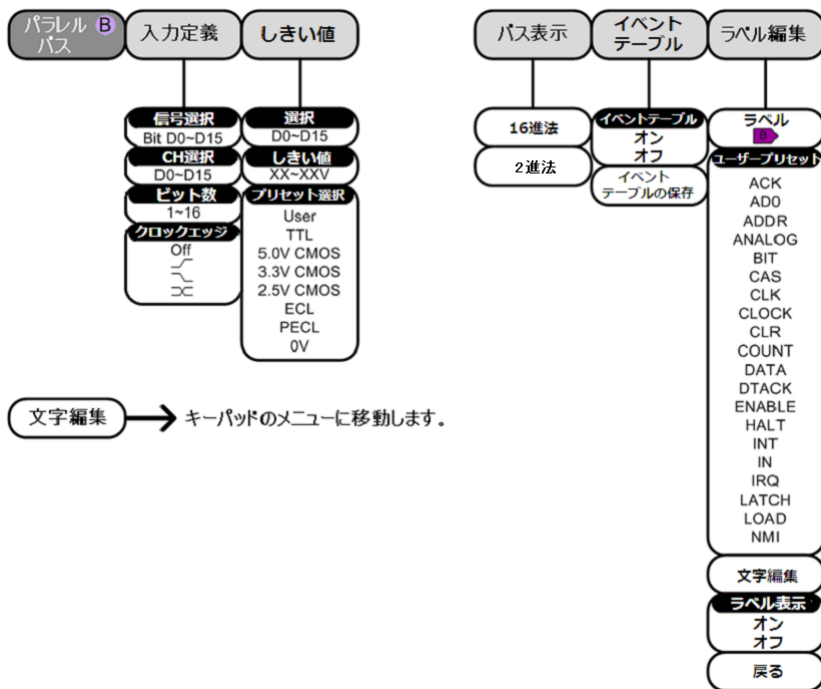 パラレル B
バス
入力定義
しきい値
バス表示
イベント
テーブル
ラベル編集
信号選択
Bit D0~D15
CH選択
D0~D15
ビット数
1~16
クロックエッジ
Off
選択
D0~D15
しきい値
XX~XXV
プリセット選択
User
TTL
5.0V CMOS
3.3V CMOS
2.5V CMOS
ECL
PECL
0V
16進法
2進法
イベントテーブル
オン
オフ
イベント
テーブルの保存
ラベル
B
ユーザープリセット
ACK
AD0
ADDR
ANALOG
BIT
CAS
CLK
CLOCK
CLR
COUNT
DATA
DTACK
ENABLE
HALT
INT
IN
IRQ
LATCH
LOAD
NMI
文字編集
ラベル表示
オン
オフ
戻る
文字編集
キーパッドのメニューに移動します。